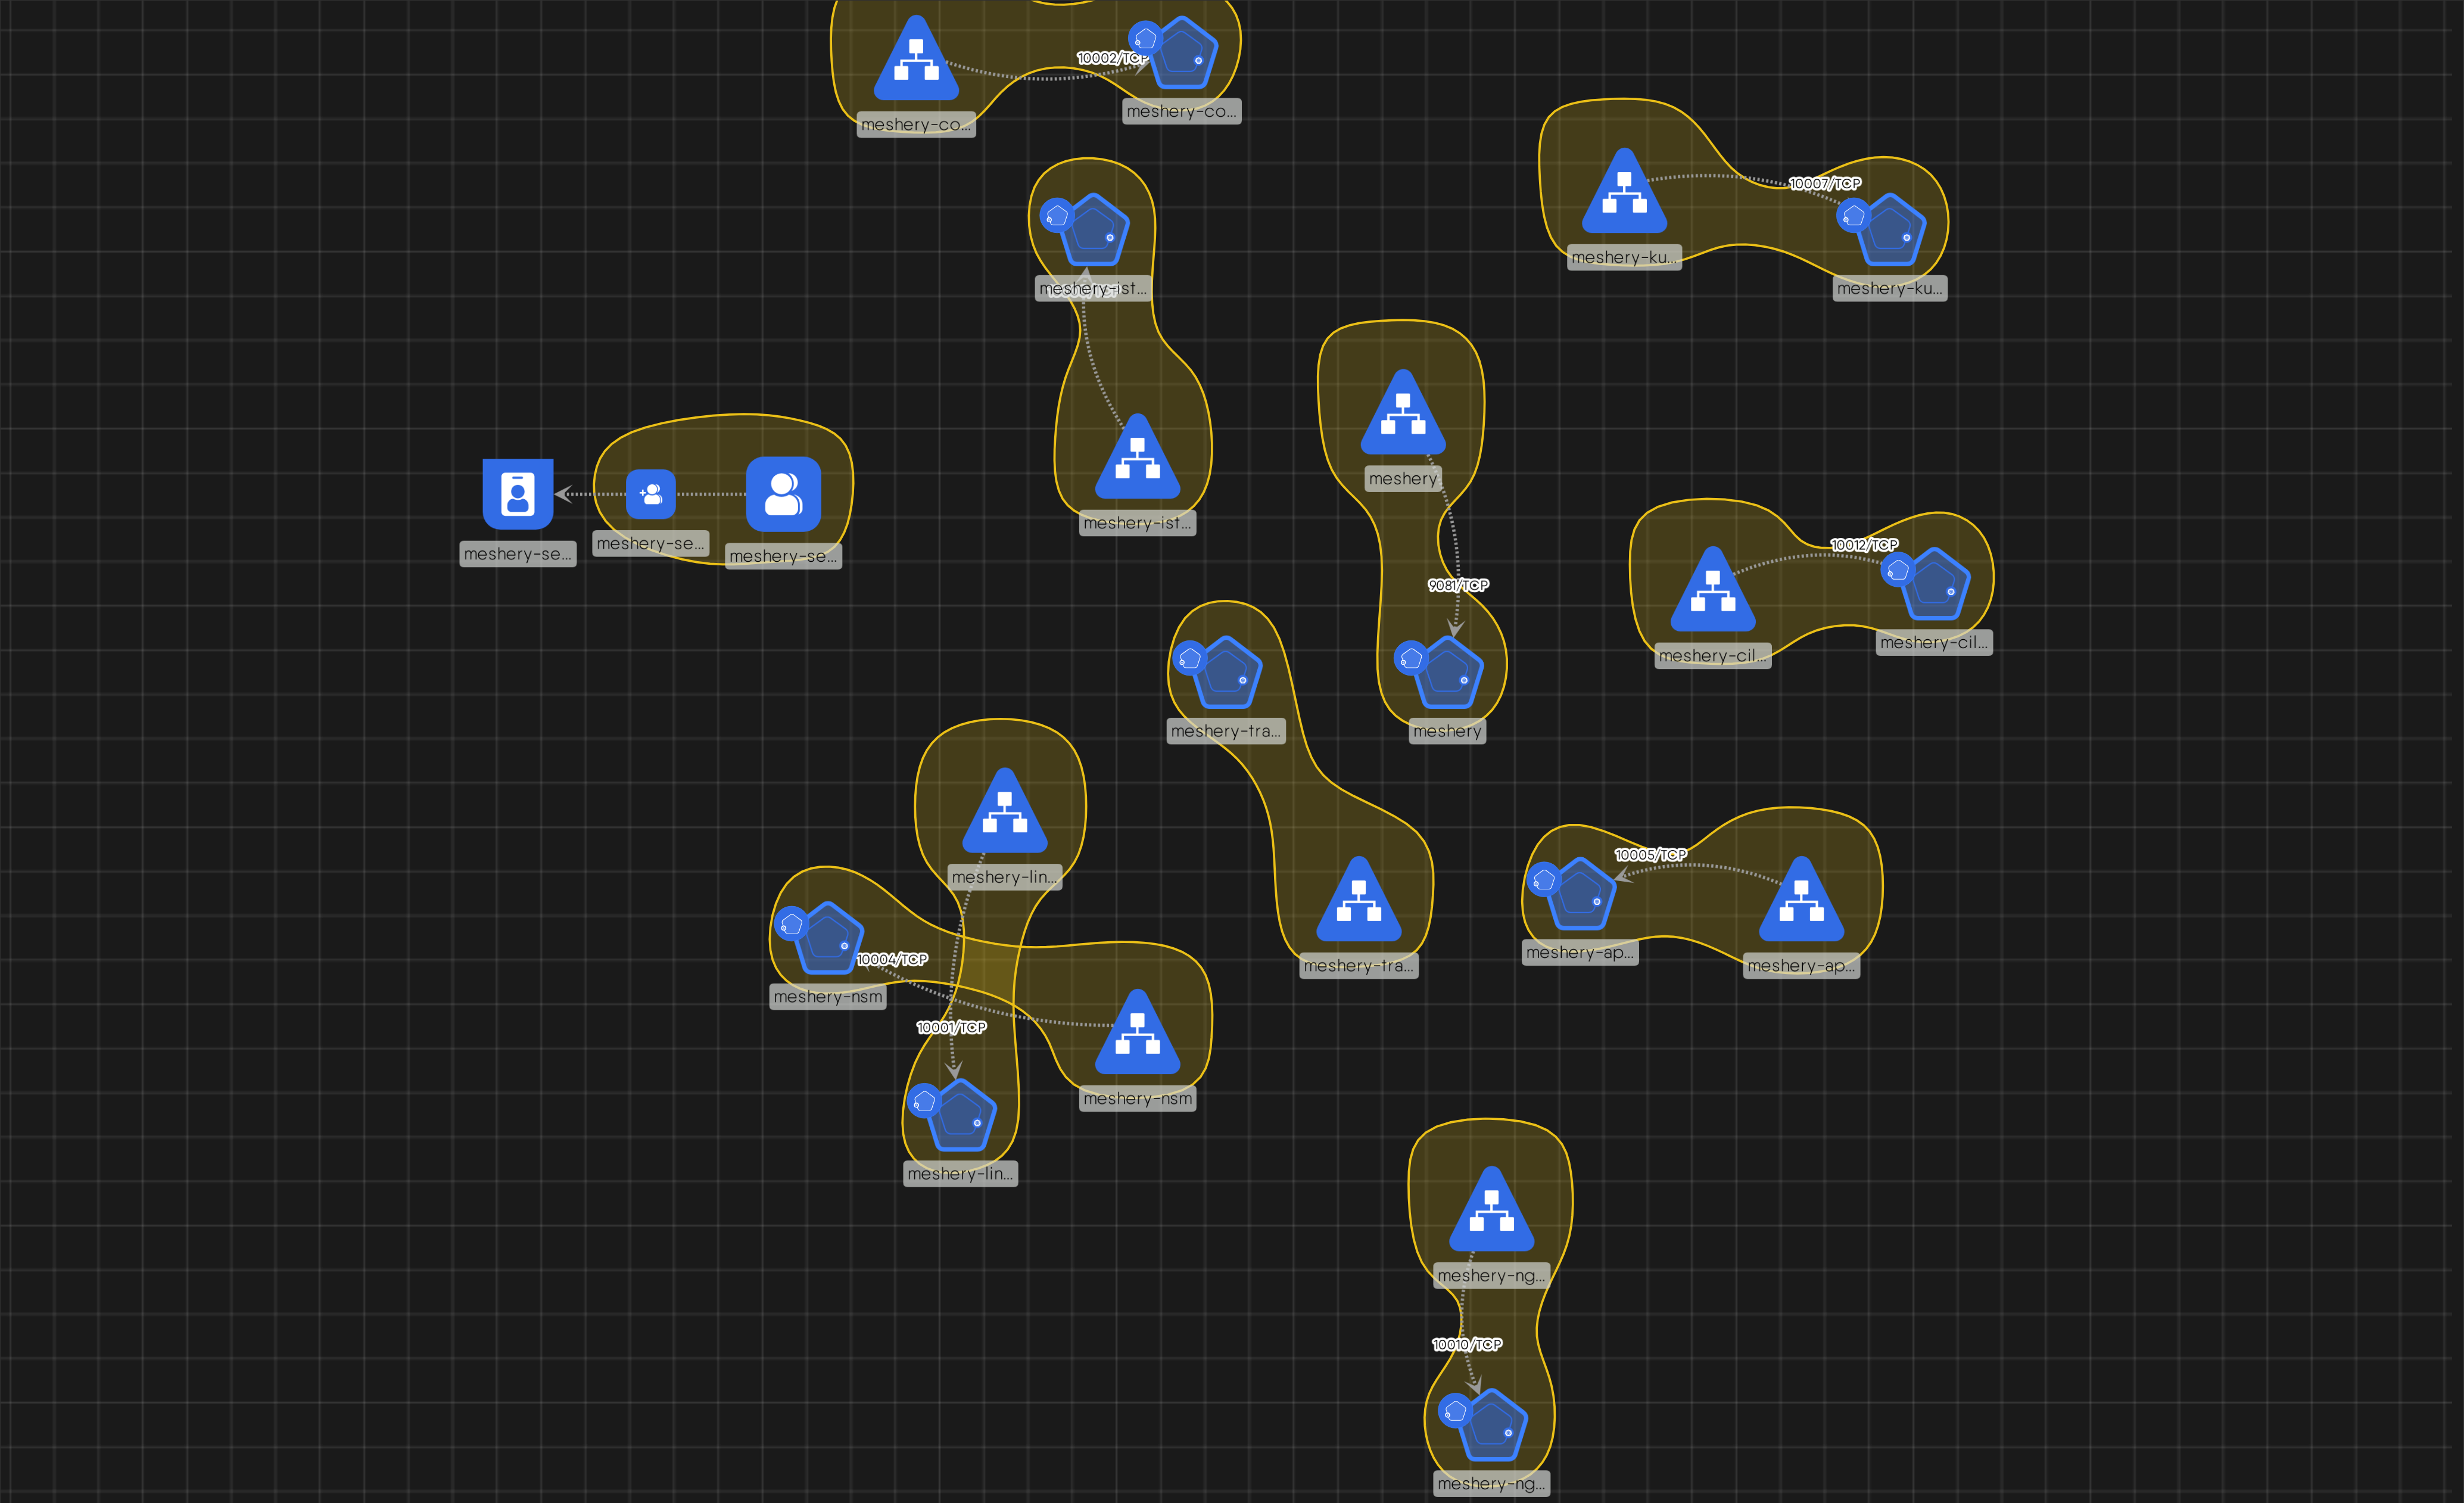 10002/TCP
meshery-co...
meshery-co...
10007/TCP
meshery-ku...
meshery-ku...
meshery-ist...
meshery-ist...
meshery
9081/TCP
meshery
meshery-se...
meshery-se...
meshery-se...
10012/TCP
meshery-cil...
meshery-cil...
meshery-tra...
meshery-tra...
meshery-lin...
10005/TCP
meshery-ap...
meshery-ap...
10004/TCP
meshery-nsm
10001/TCP
meshery-nsm
meshery-lin...
meshery-ng...
10010/TCP
meshery-ng...